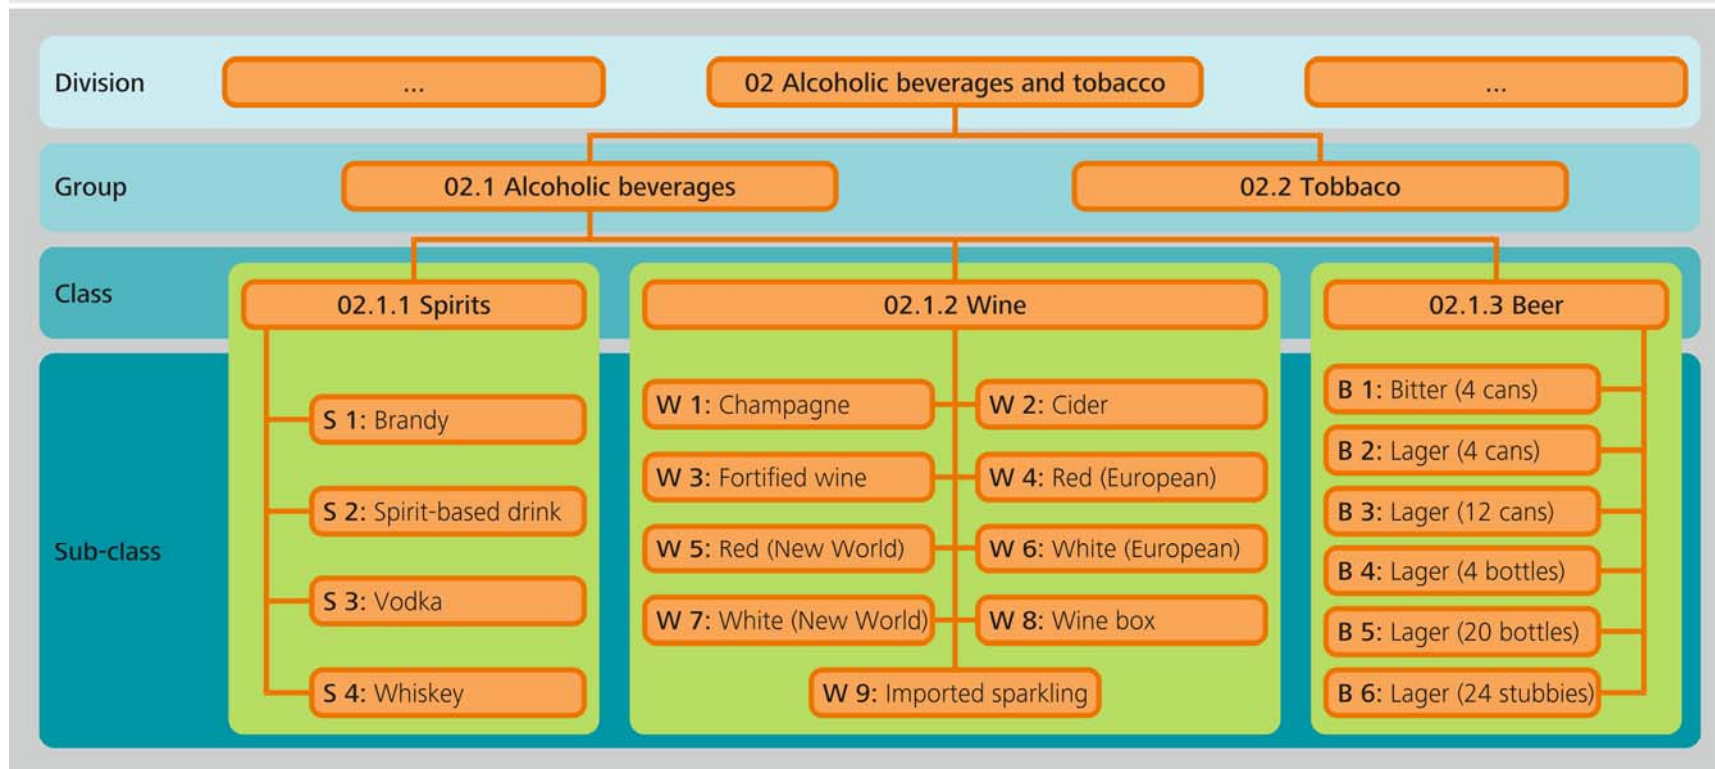 Division
...
02 Alcoholic beverages and tobacco
...
Group
02.1 Alcoholic beverages
02.2 Tobbaco
Class
02.1.1 Spirits
02.1.2 Wine
02.1.3 Beer
Sub-class
S 1: Brandy
S 2: Spirit-based drink
S 3: Vodka
S 4: Whiskey
W 1: Champagne
W 2: Cider
W 3: Fortified wine
W 4: Red (European)
W 5: Red (New World)
W 6: White (European)
W 7: White (New World)
W 8: Wine box
W 9: Imported sparkling
B 1: Bitter (4 cans)
B 2: Lager (4 cans)
B 3: Lager (12 cans)
B 4: Lager (4 bottles)
B 5: Lager (20 bottles)
B 6: Lager (24 stubbies)